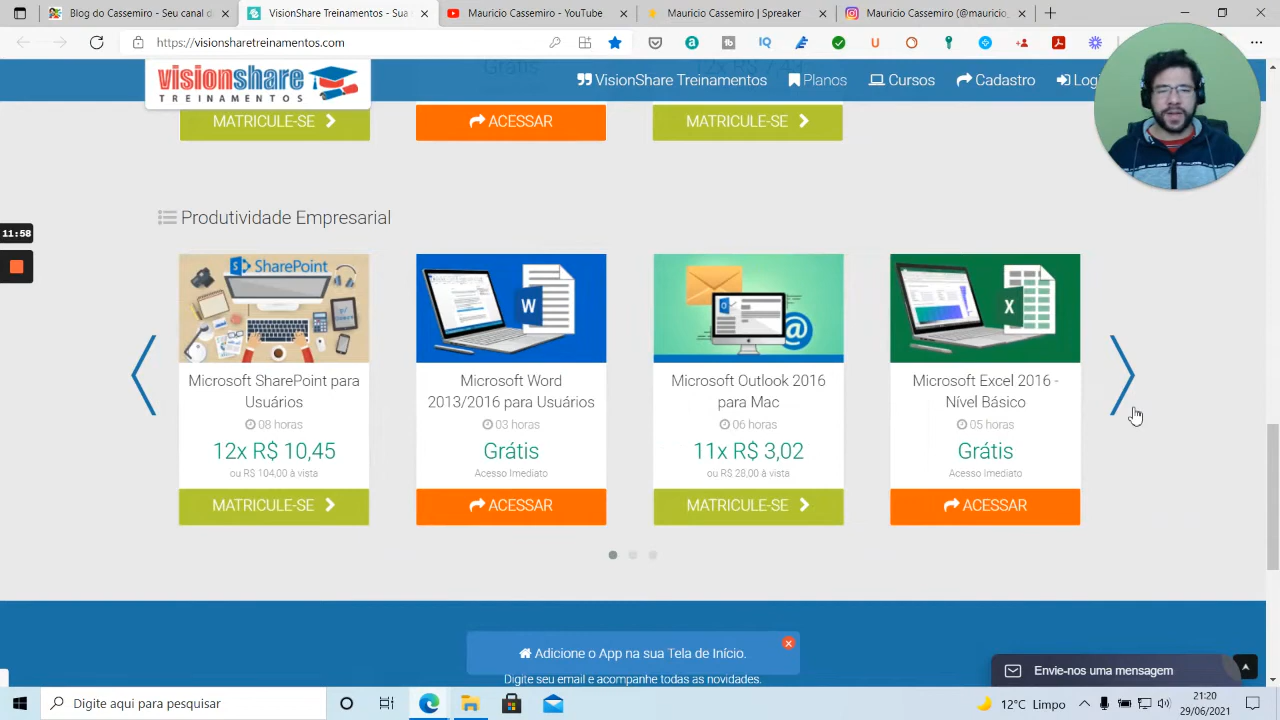 Blog do Mauricio Cassemiro
VisionShare Treinamentos - Sua
Mauricio Cassemiro - YouTube
Mauricio Cassemiro | Spreaker
Mauricio Cassemiro (@mauricio_
https://visionsharetreinamentos.com
Grátis
12x R$ 7,43
visionshare
TREINAMENTOS
VisionShare Treinamentos
Planos
Cursos
Cadastro
MATRICULE-SE
ACESSAR
MATRICULE-SE
Produtividade Empresarial
11:58
SharePoint
Microsoft SharePoint para
Usuários
08 horas
12x R$ 10,45
ou R$ 104,00 à vista
MATRICULE-SE
Microsoft Word
2013/2016 para Usuários
03 horas
Grátis
Acesso Imediato
ACESSAR
Microsoft Outlook 2016
para Mac
06 horas
11x R$ 3,02
ou R$ 28,00 à vista
MATRICULE-SE
Microsoft Excel 2016 -
Nível Básico
05 horas
Grátis
Acesso Imediato
ACESSAR
Adicione o App na sua Tela de Início.
Digite seu email e acompanhe todas as novidades.
Envie-nos uma mensagem
Digite aqui para pesquisar
12°C Limpo
21:20
29/06/2021